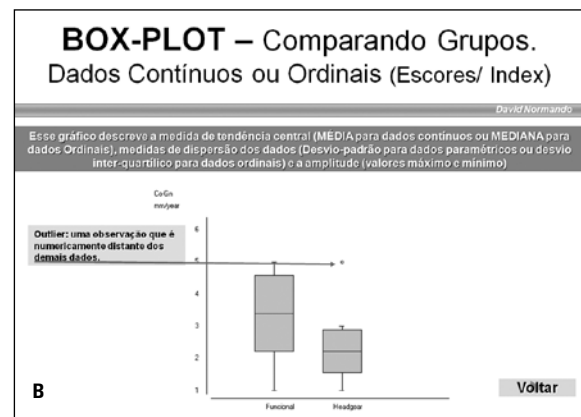 BOX-PLOT – Comparando Grupos.
Dados Contínuos ou Ordinais (Escores/ Index)
David Normando
Esse gráfico descreve a medida de tendência central (MÉDIA para dados contínuos ou MEDIANA para
dados Ordinais), medidas de dispersão dos dados (Desvio-padrão para dados paramétricos ou desvio
inter-quartílico para dados ordinais) e a amplitude (valores máximo e mínimo)
Co-Gn
mm/year
Outlier: uma observação que é
numericamente distante dos
demais dados.
6
5
4
3
2
1
Funcional
Headgear
B
Voltar